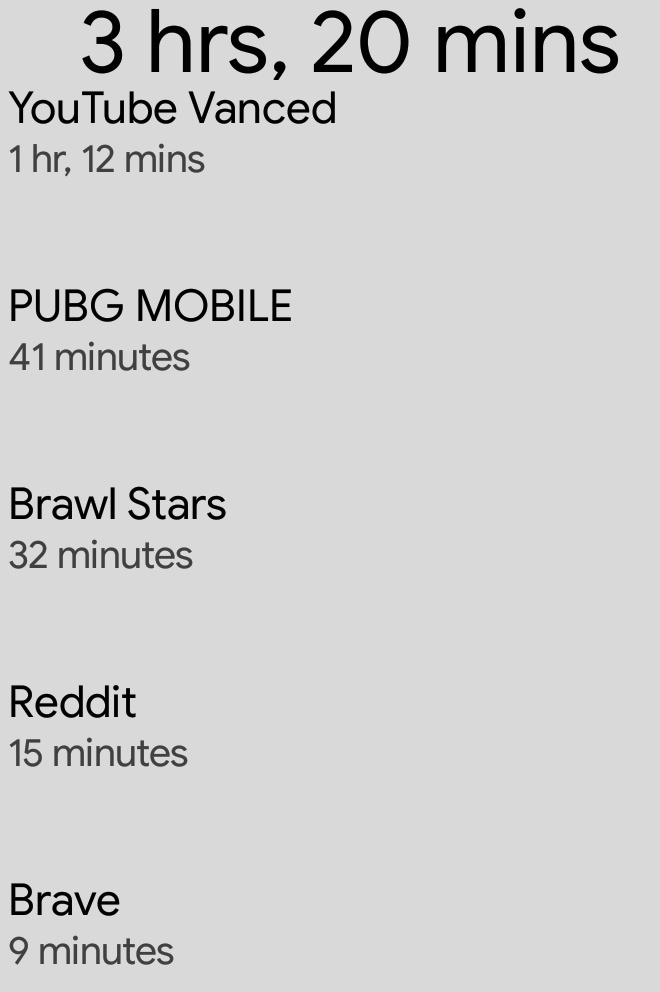 3 hrs, 20 mins
YouTube Vanced
1 hr, 12 mins
PUBG MOBILE
41 minutes
Brawl Stars
32 minutes
Reddit
15 minutes
Brave
9 minutes